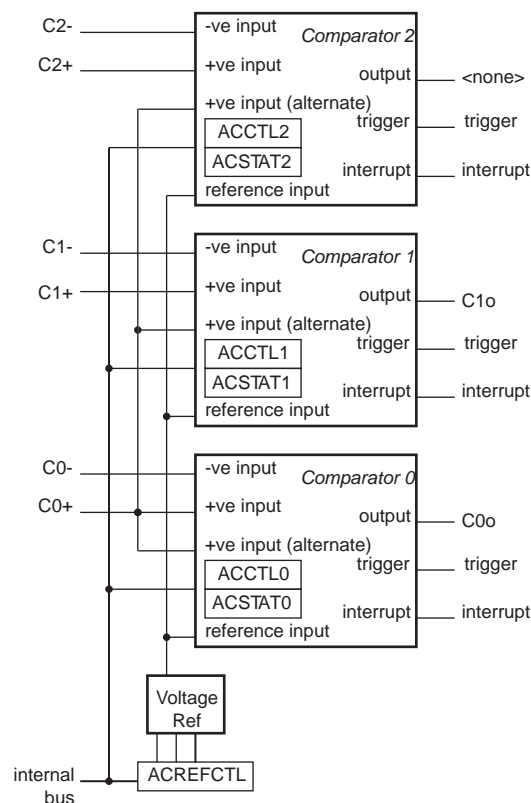 C2-
-ve input
Comparator 2
C2+
+ve input
output
<none>
+ve input (alternate)
trigger
trigger
ACCTL2
ACSTAT2
interrupt
interrupt
reference input
C1-
-ve input
Comparator 1
C1+
+ve input
output
C1o
+ve input (alternate)
trigger
trigger
ACCTL1
ACSTAT1
interrupt
interrupt
reference input
C0-
-ve input
Comparator 0
C0+
+ve input
output
C0o
+ve input (alternate)
trigger
trigger
ACCTL0
ACSTAT0
interrupt
interrupt
reference input
Voltage
Ref
internal
bus
ACREFCTL